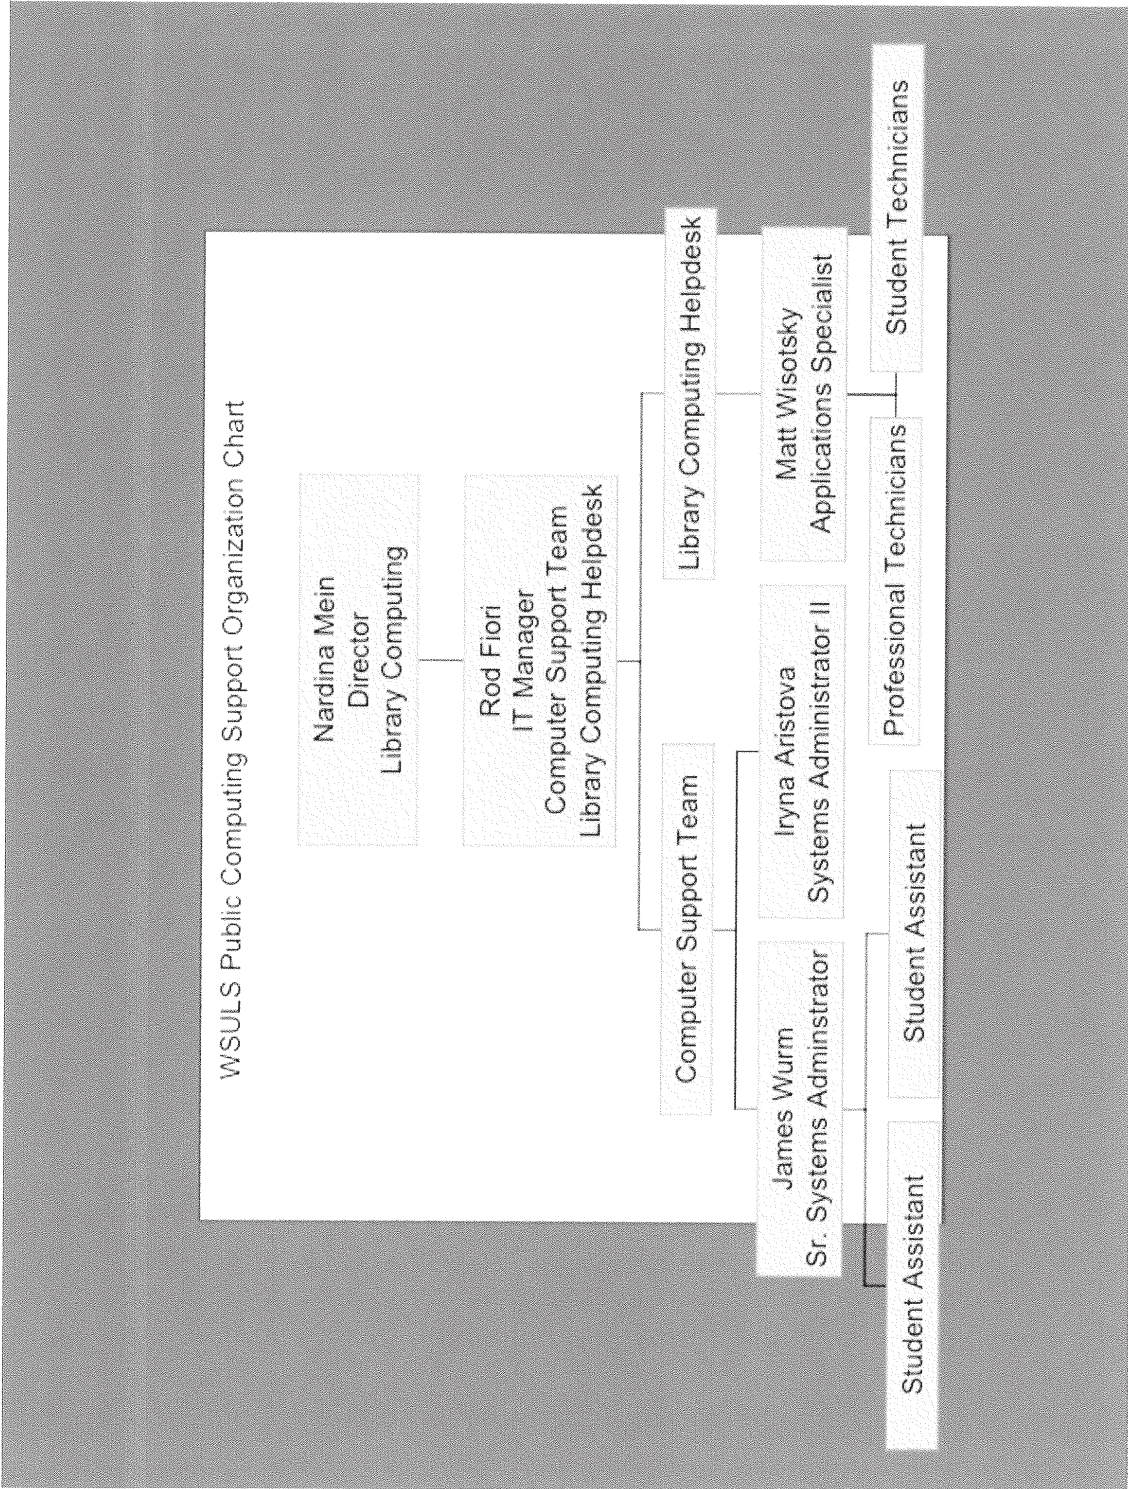 WSULS Public Computing Support Organization Chart
Nardina Mein
Director
Library Computing
Rod Fiori
IT Manager
Computer Support Team
Library Computing Helpdesk
Computer Support Team
Library Computing Helpdesk
James Wurm
Sr. Systems Adminstrator
Iryna Aristova
Systems Administrator II
Matt Wisotsky
Applications Specialist
Student Assistant
Student Assistant
Professional Technicians
Student Technicians